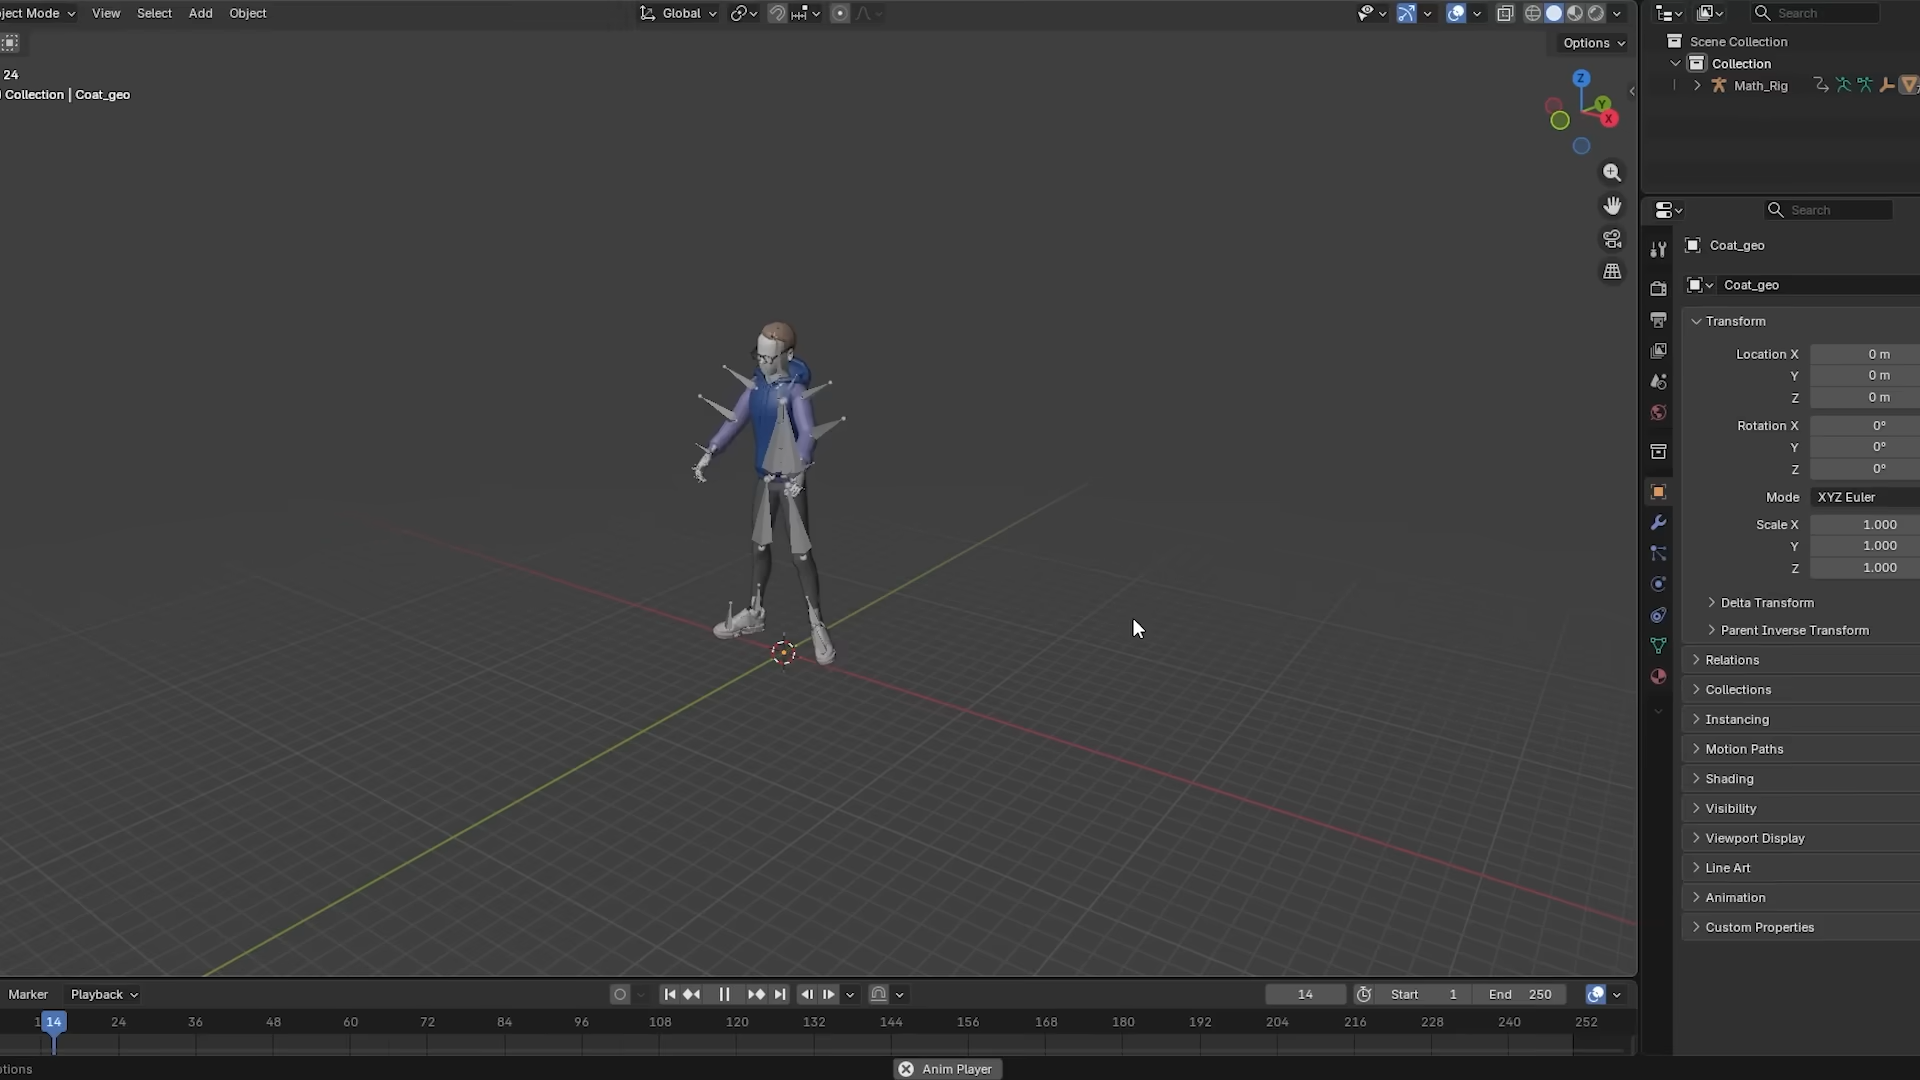 ject Mode View Select Add Object Global Search
Options
24
Collection | Coat_geo
Z
Y
X
Scene Collection
Collection
Math_Rig
Search
Coat_geo
Coat_geo
Transform
Location X 0 m
Y 0 m
Z 0 m
Rotation X 0°
Y 0°
Z 0°
Mode XYZ Euler
Scale X 1.000
Y 1.000
Z 1.000
Delta Transform
Parent Inverse Transform
Relations
Collections
Instancing
Motion Paths
Shading
Visibility
Viewport Display
Line Art
Animation
Custom Properties
Marker Playback 14 Start 1 End 250
1 14 24 36 48 60 72 84 96 108 120 132 144 156 168 180 192 204 216 228 240 252
tions Anim Player